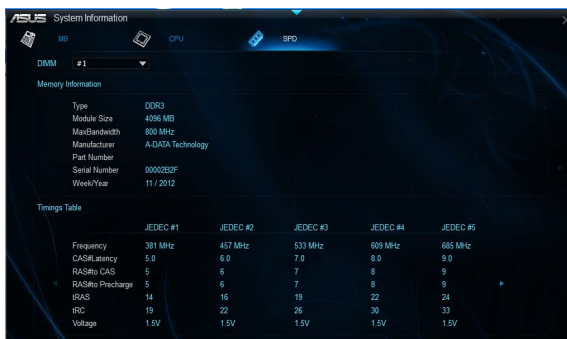 ASUS System Information
MB CPU SPD
DIMM #1
Memory Information
Type DDR3
Module Size 4096 MB
MaxBandwidth 800 MHz
Manufacturer A-DATA Technology
Part Number
Serial Number 00002B2F
Week/Year 11 / 2012
Timings Table
JEDEC #1 JEDEC #2 JEDEC #3 JEDEC #4 JEDEC #5
Frequency 381 MHz 457 MHz 533 MHz 609 MHz 685 MHz
CAS#Latency 5.0 6.0 7.0 8.0 9.0
RAS#to CAS 5 6 7 8 9
RAS#to Precharge 5 6 7 8 9
tRAS 14 16 19 22 24
tRC 19 22 26 30 33
Voltage 1.5V 1.5V 1.5V 1.5V 1.5V